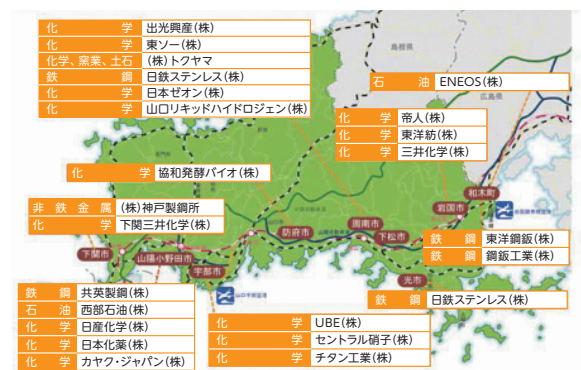 化学 出光興産(株)
化学 東ソー(株)
化学、窯業、土石 (株)トクヤマ
鉄鋼 日鉄ステンレス(株)
化学 日本ゼオン(株)
化学 山口リキッドハイドロジェン(株)
島根県
石油 ENEOS(株)
広島県
化学 帝人(株)
化学 東洋紡(株)
化学 三井化学(株)
化学 協和発酵バイオ(株)
和木町
岩国市
非鉄金属 (株)神戸製鋼所
化学 下関三井化学(株)
周南市
防府市
下松市
下関市
山陽小野田市
宇部市
光市
鉄鋼 東洋鋼鈑(株)
鉄鋼 鋼鈑工業(株)
鉄鋼 日鉄ステンレス(株)
鉄鋼 共英製鋼(株)
石油 西部石油(株)
化学 日産化学(株)
化学 日本化薬(株)
化学 カヤク・ジャパン(株)
山口宇部空港
化学 UBE(株)
化学 セントラル硝子(株)
化学 チタン工業(株)